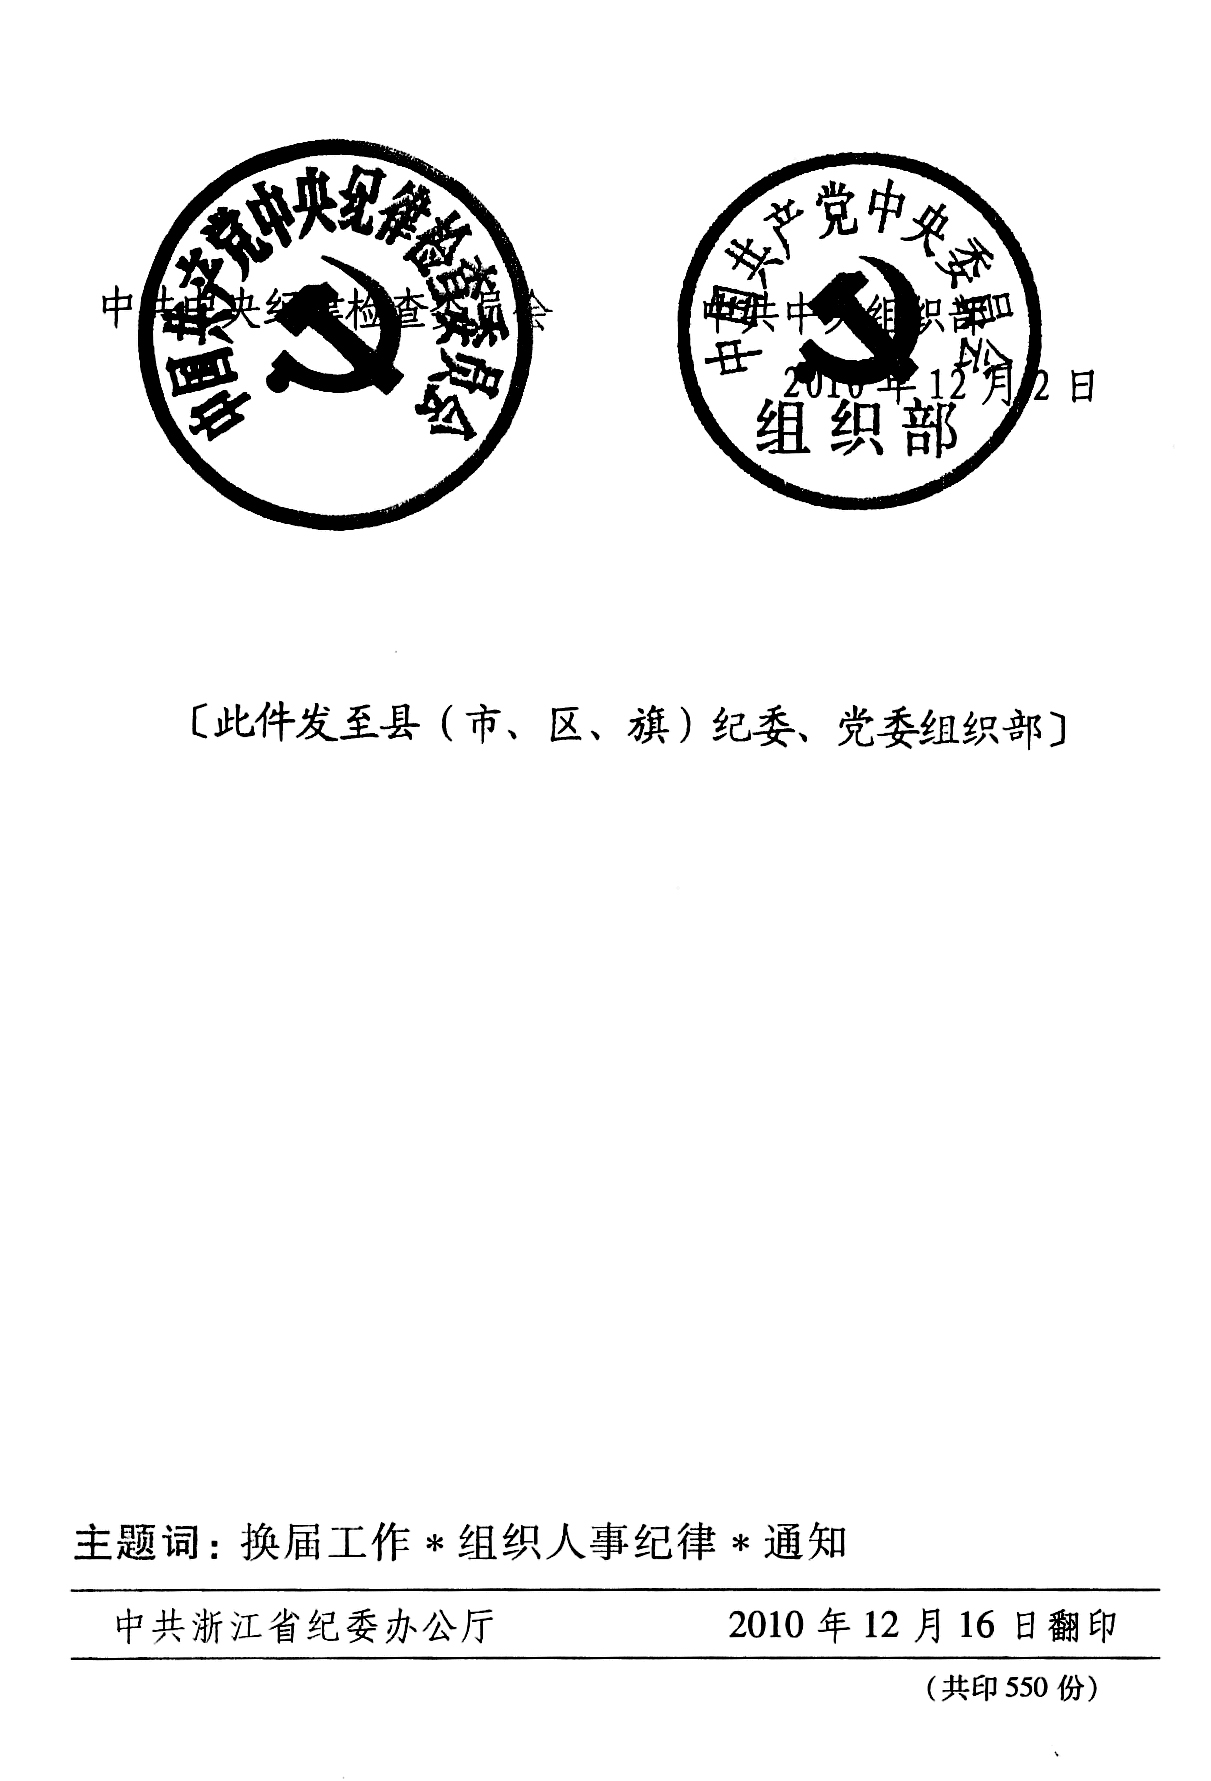 中国共产党中央纪律检查委员会
中国共产党中央委员会
组织部
中共中央纪律检查委员会
中共中央组织部
2010年12月2日
〔此件发至县(市、区、旗)纪委、党委组织部〕
主题词:换届工作*组织人事纪律*通知
中共浙江省纪委办公厅 2010年12月16日翻印
(共印550份)